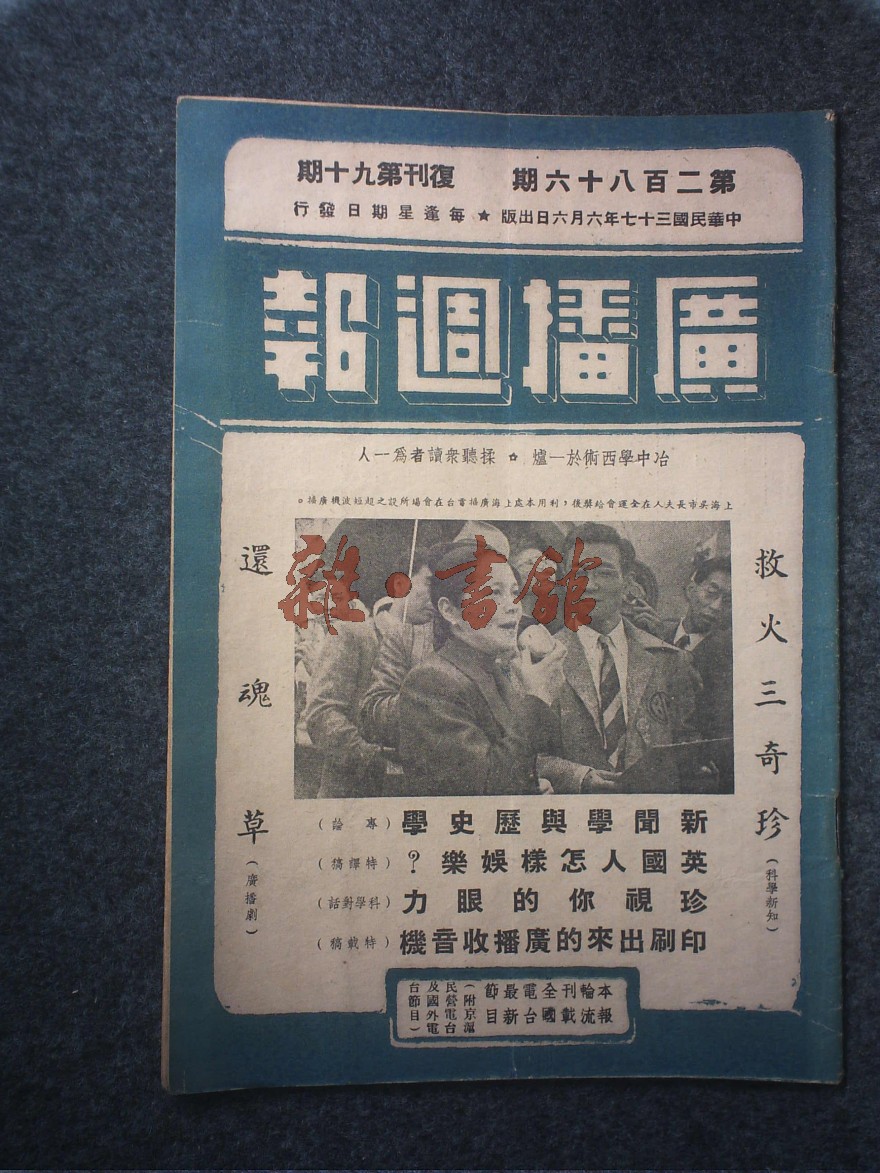 第二百八十六期 復刊第九十期
中華民國三十七年六月六日出版★每逢星期日發行
廣播週報
冶中學西術於一爐 ✩ 揉聽衆讀者爲一人
上海吳市長夫人在全運會給獎後，利用本處上海廣播電台在會場所設之超短波機廣播。
雜·書館
救火三奇珍(科學新知)
新聞學與歷史學(專論)
英國人怎樣娛樂？(特譯稿)
珍視你的眼力(科學對話)
印刷出來的廣播收音機(特載稿)
還魂草(廣播劇)
本報輪流刊載全國電台最新節目
(附京滬民營電台及國外電台節目)